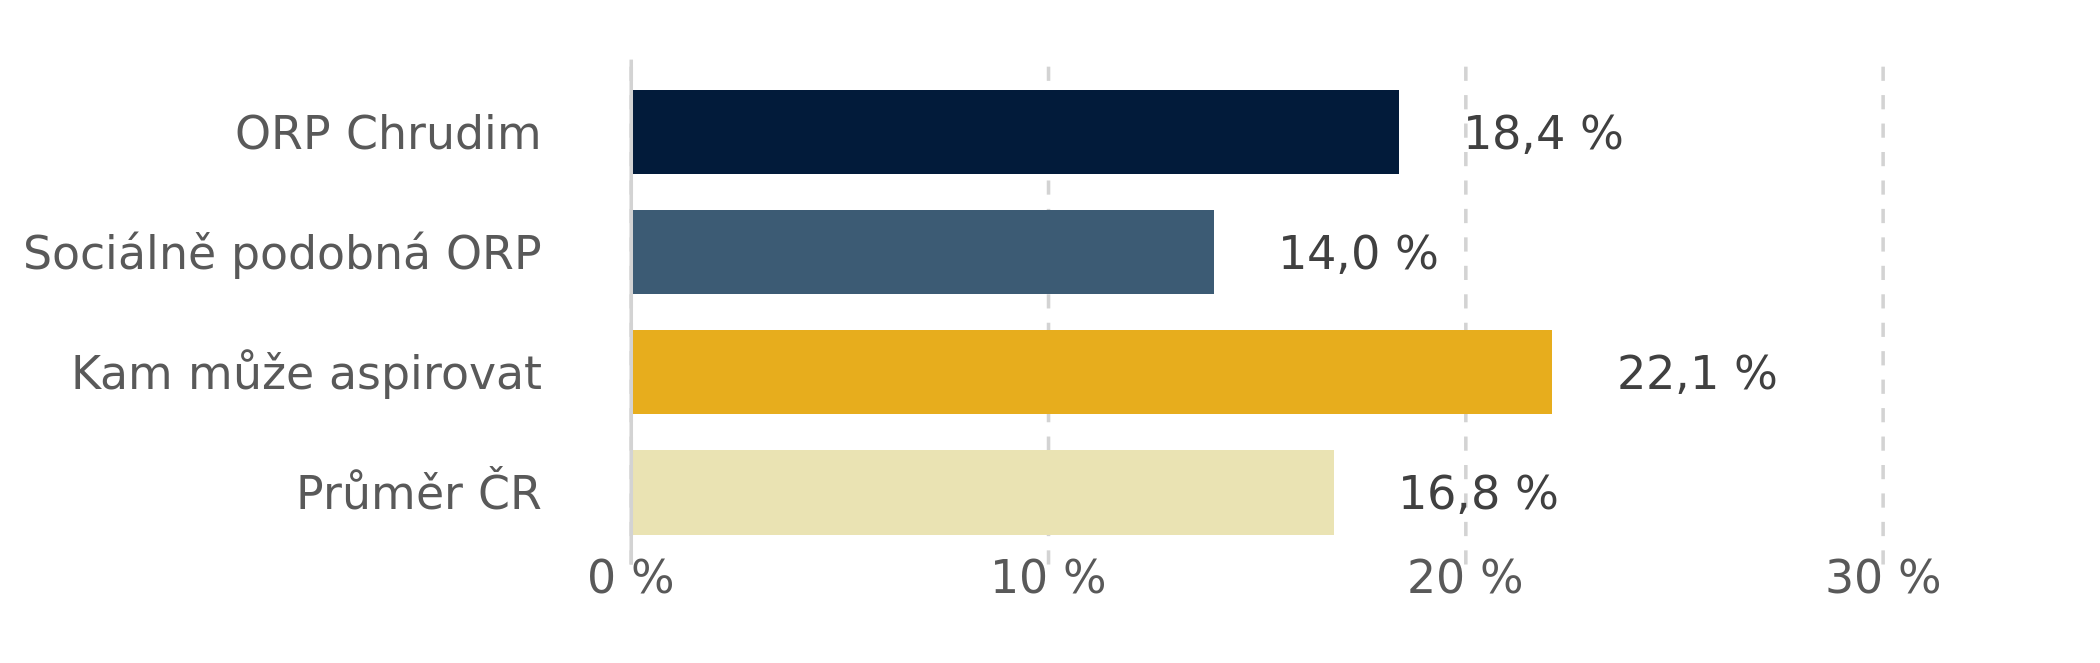 ORP Chrudim 18,4 %
Sociálně podobná ORP 14,0 %
Kam může aspirovat 22,1 %
Průměr ČR 16,8 %
0 % 10 % 20 % 30 %